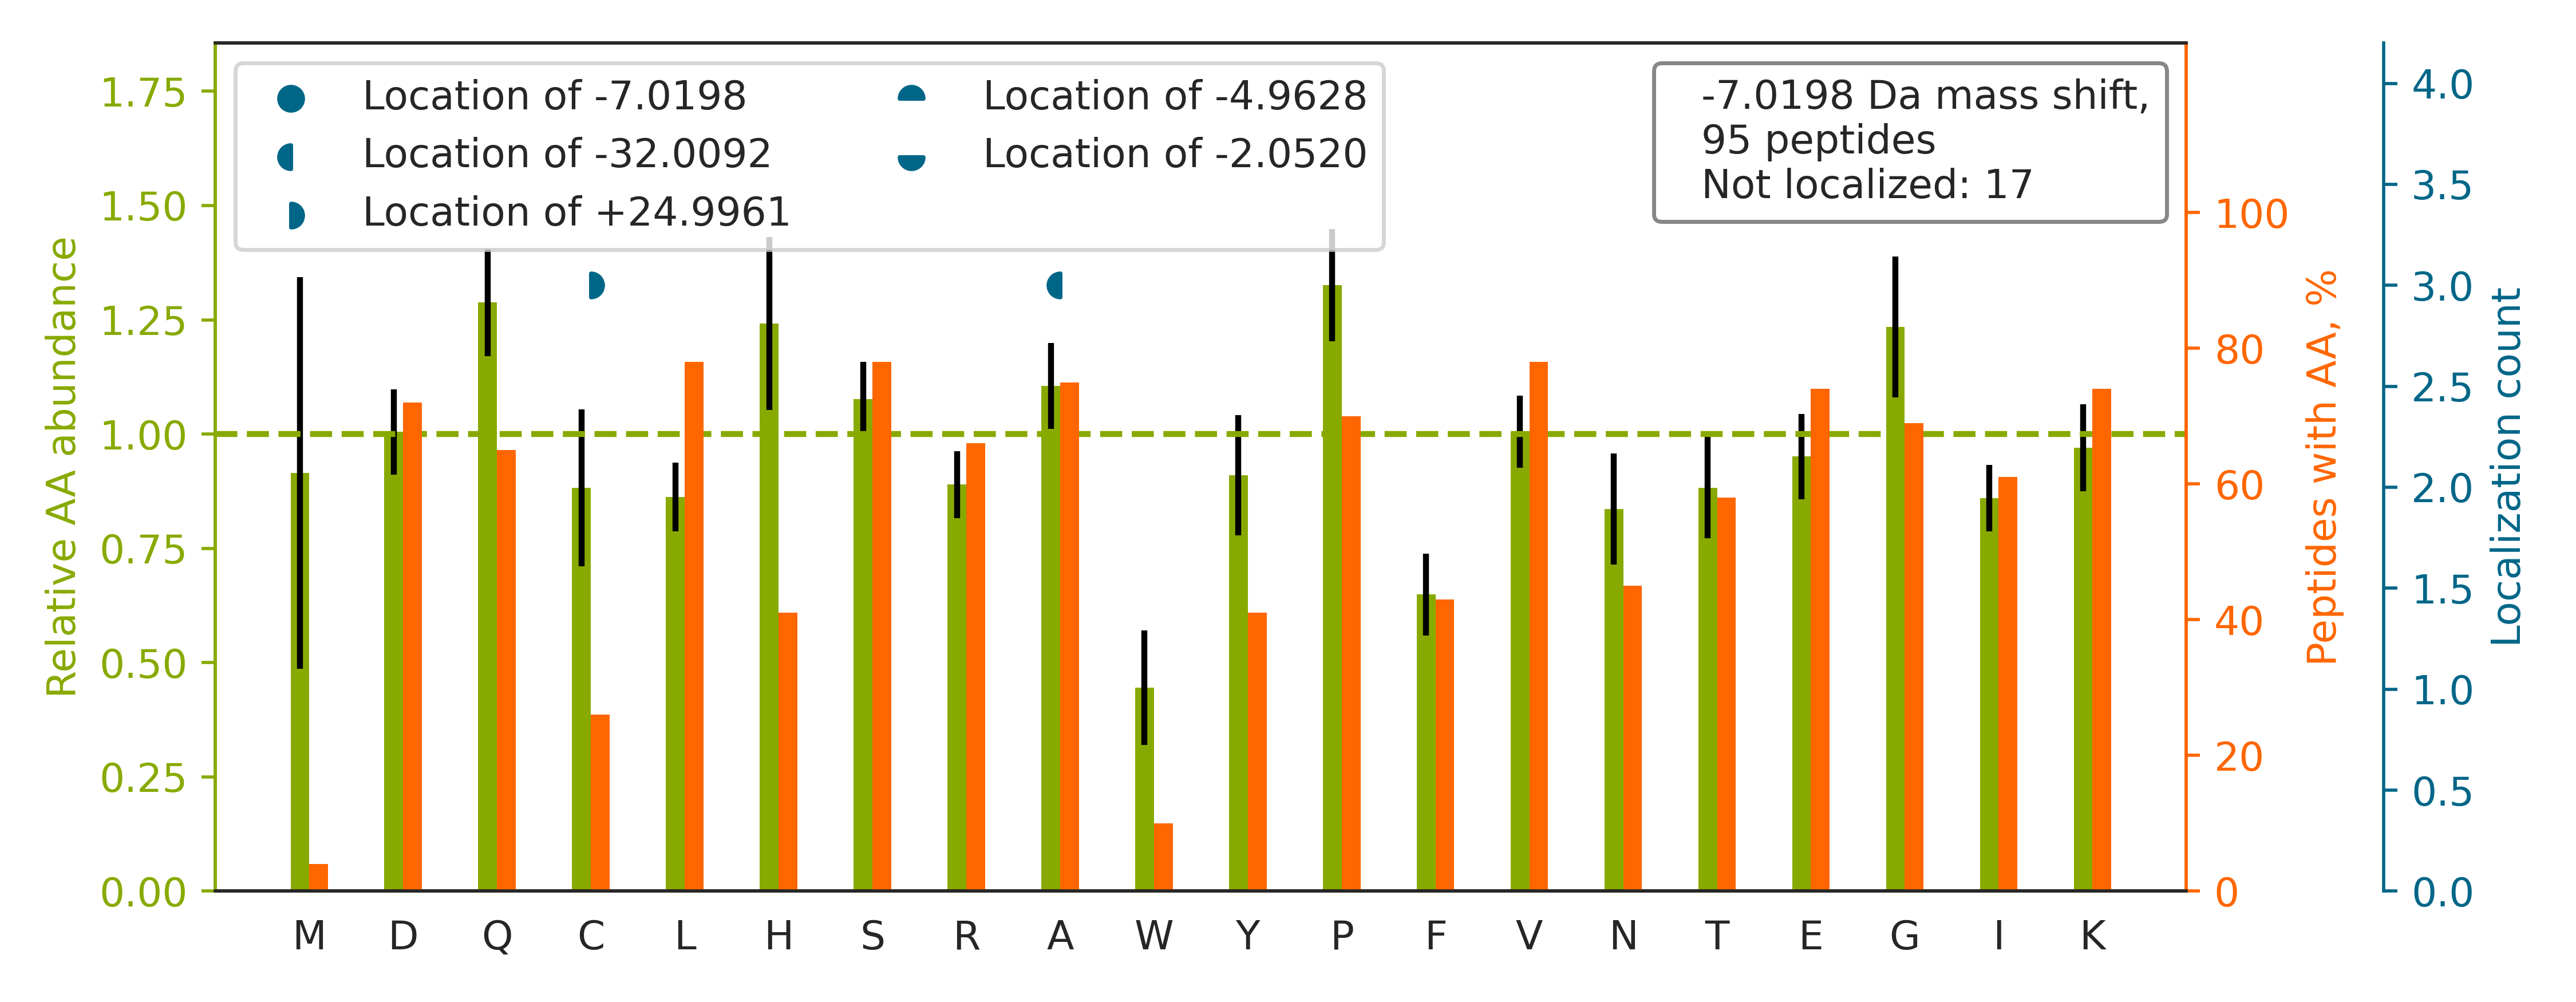 Location of -7.0198
Location of -32.0092
Location of +24.9961
Location of -4.9628
Location of -2.0520
-7.0198 Da mass shift,
95 peptides
Not localized: 17
Relative AA abundance
1.75
1.50
1.25
1.00
0.75
0.50
0.25
0.00
M D Q C L H S R A W Y P F V N T E G I K
100
80
60
40
20
0
Peptides with AA, %
4.0
3.5
3.0
2.5
2.0
1.5
1.0
0.5
0.0
Localization count